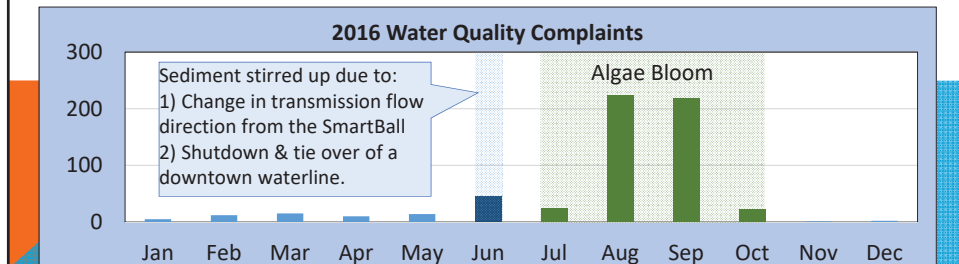 2016 Water Quality Complaints
300
200
100
0
Sediment stirred up due to:
1) Change in transmission flow
direction from the SmartBall
2) Shutdown & tie over of a
downtown waterline.
Algae Bloom
Jan Feb Mar Apr May Jun Jul Aug Sep Oct Nov Dec